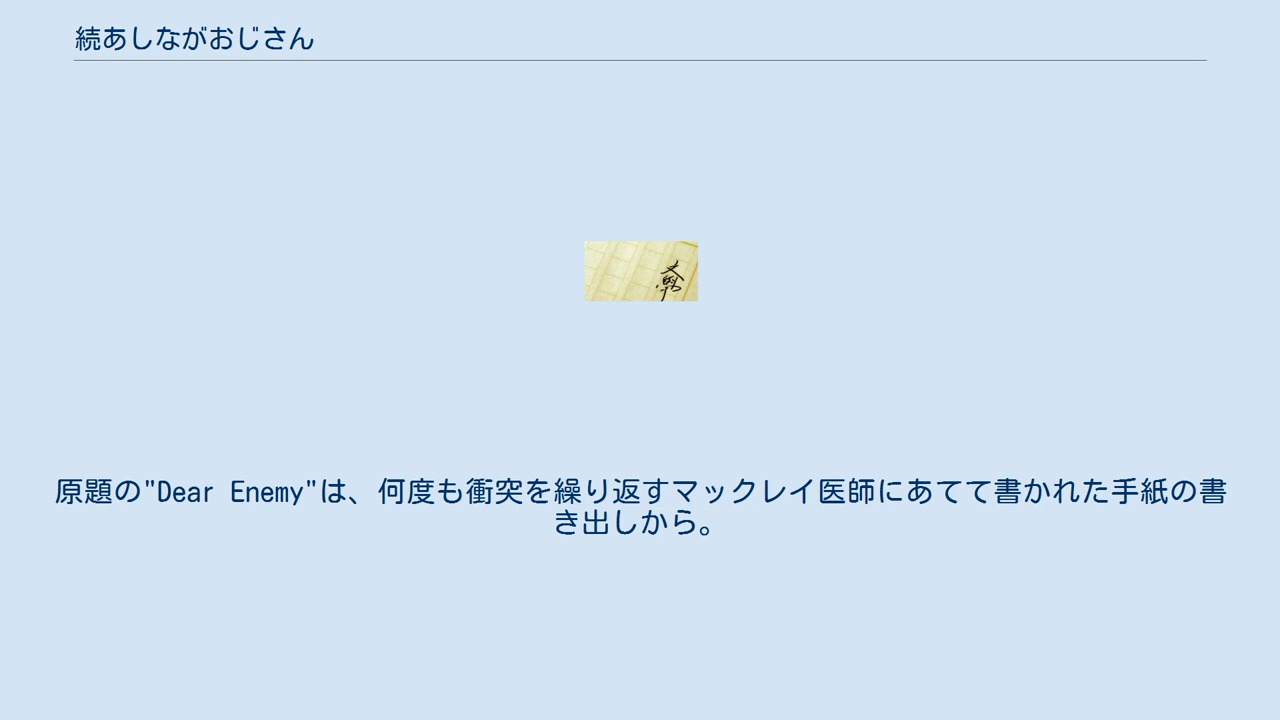 続あしながおじさん
原題の"Dear Enemy"は、何度も衝突を繰り返すマックレイ医師にあてて書かれた手紙の書
き出しから。